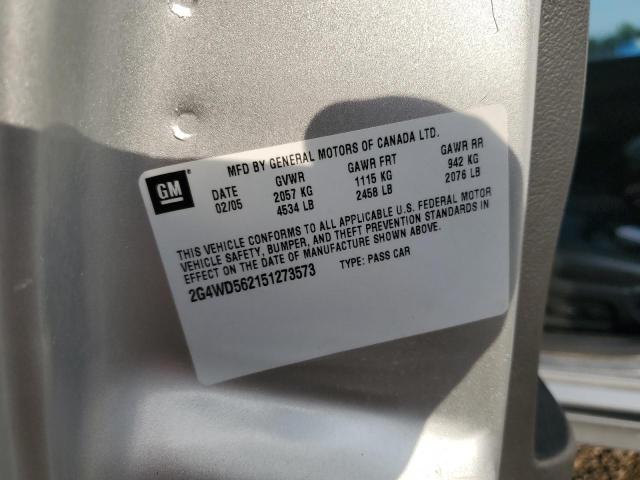 MFD BY GENERAL MOTORS OF CANADA LTD.
GM
DATE GVWR GAWR FRT GAWR RR
02/05 2057 KG 1115 KG 942 KG
4534 LB 2458 LB 2076 LB
THIS VEHICLE CONFORMS TO ALL APPLICABLE U.S. FEDERAL MOTOR
VEHICLE SAFETY, BUMPER, AND THEFT PREVENTION STANDARDS IN
EFFECT ON THE DATE OF MANUFACTURE SHOWN ABOVE.
2G4WD562151273573 TYPE: PASS CAR